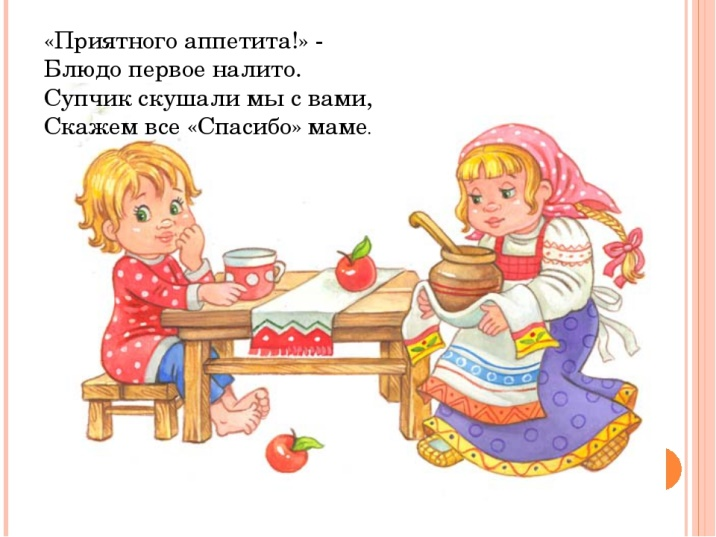 «Приятного аппетита!» -
Блюдо первое налито.
Супчик скушали мы с вами,
Скажем все «Спасибо» маме.